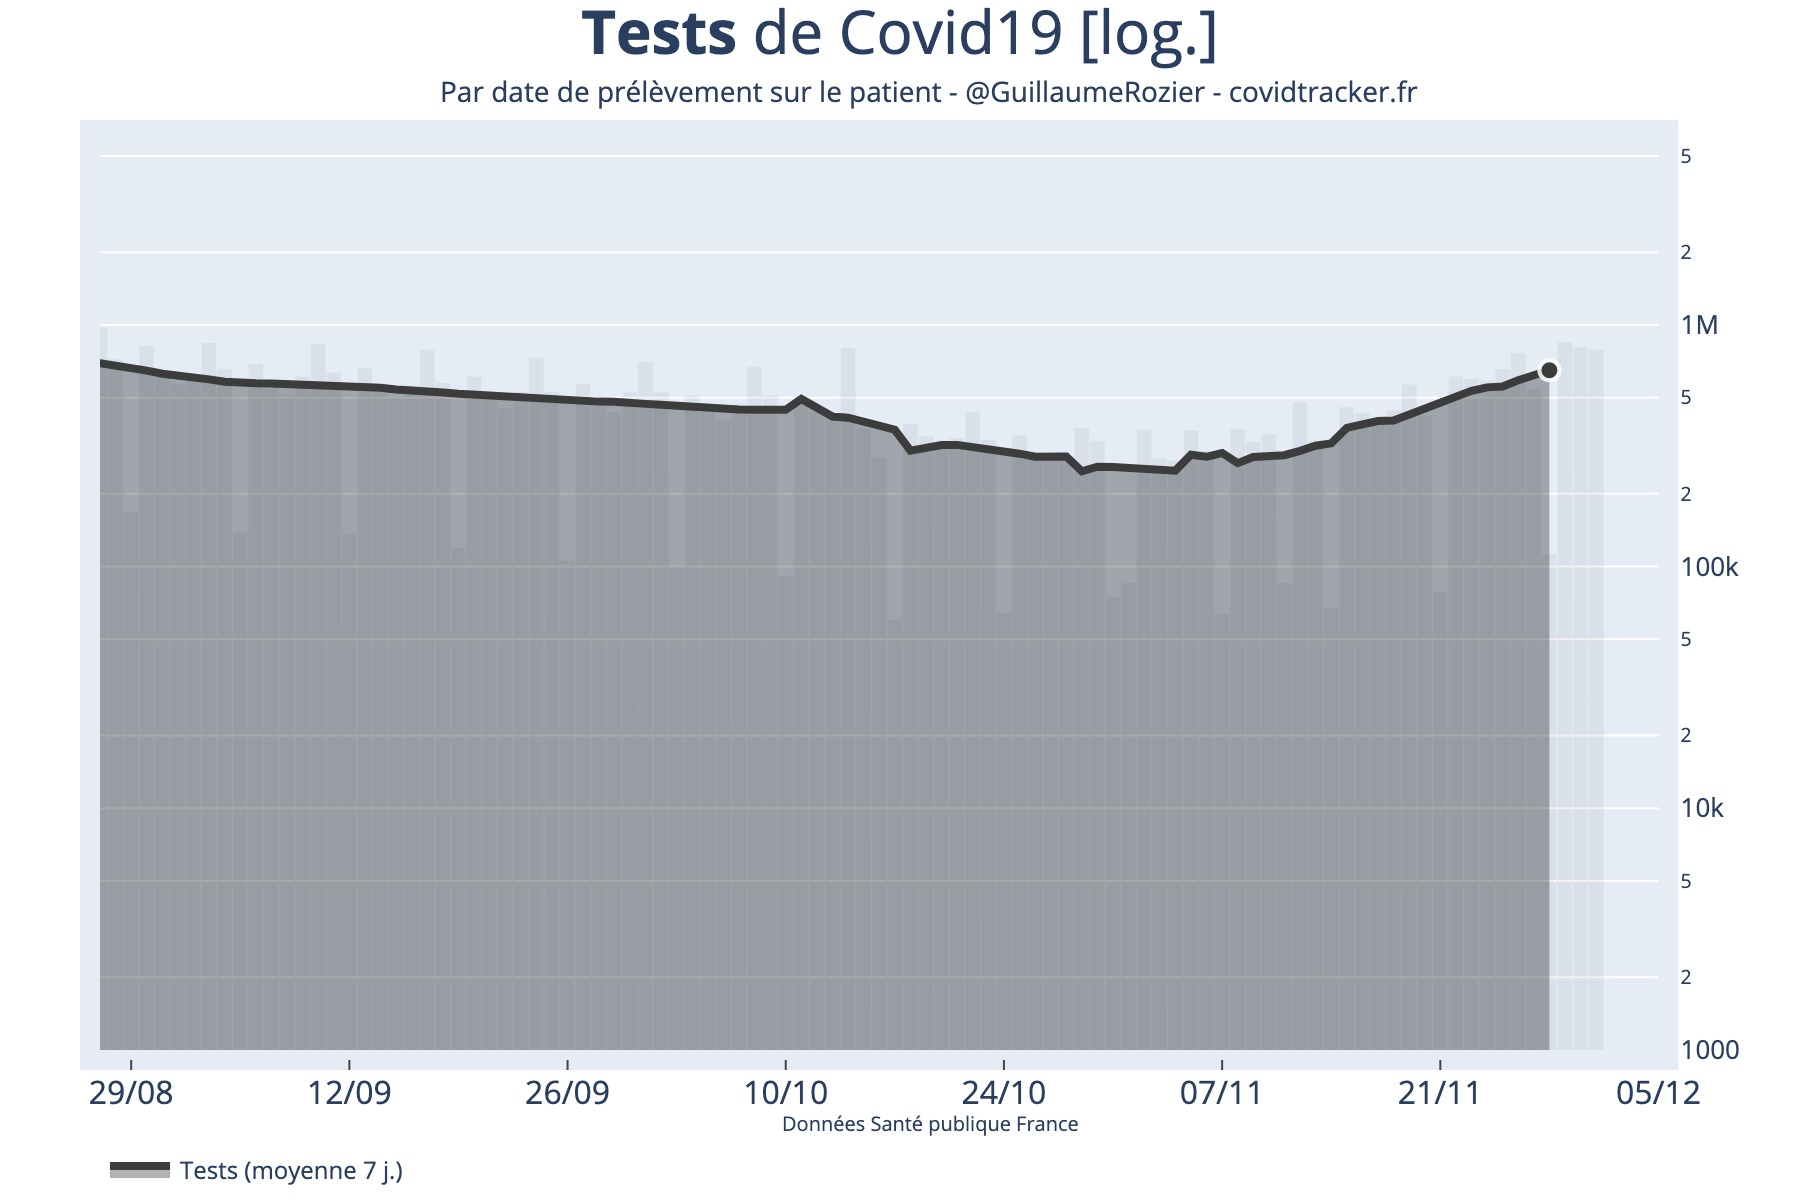 Tests de Covid19 [log.]
Par date de prélèvement sur le patient - @GuillaumeRozier - covidtracker.fr
5
2
1M
5
2
100k
5
2
10k
5
2
1000
29/08 12/09 26/09 10/10 24/10 07/11 21/11 05/12
Données Santé publique France
Tests (moyenne 7 j.)